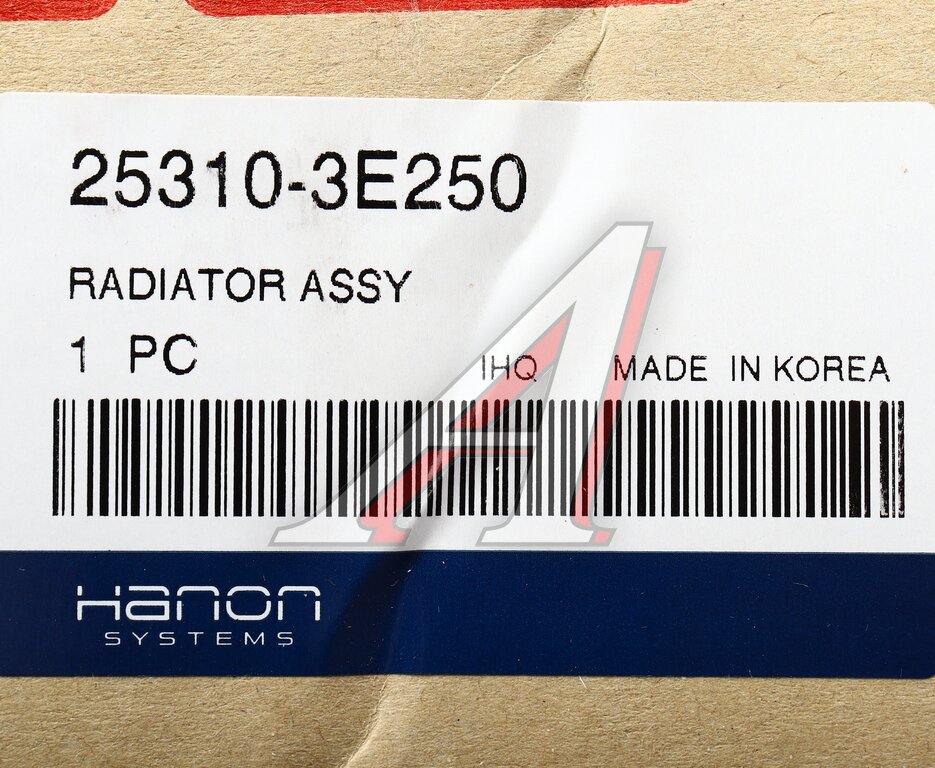 25310-3E250
RADIATOR ASSY
1 PC
IHQ MADE IN KOREA
Hanon
SYSTEMS